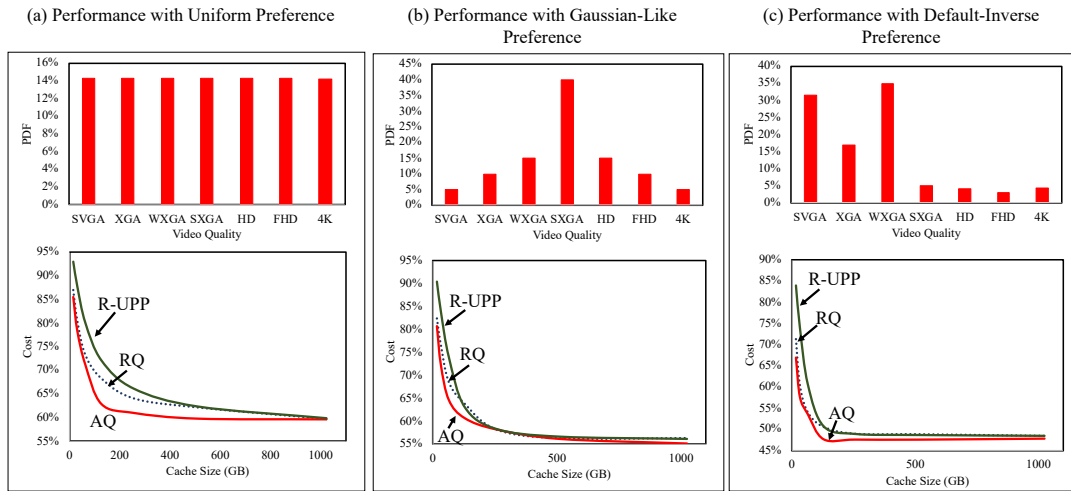 (a) Performance with Uniform Preference
16%
14%
12%
10%
8%
6%
4%
2%
0%
PDF
SVGA XGA WXGA SXGA HD FHD 4K
Video Quality
95%
90%
85%
80%
75%
70%
65%
60%
55%
Cost
R-UPP
RQ
AQ
0 200 400 600 800 1000
Cache Size (GB)
(b) Performance with Gaussian-Like
Preference
45%
40%
35%
30%
25%
20%
15%
10%
5%
0%
PDF
SVGA XGA WXGA SXGA HD FHD 4K
Video Quality
95%
90%
85%
80%
75%
70%
65%
60%
55%
Cost
R-UPP
RQ
AQ
0 500 1000
Cache Size (GB)
(c) Performance with Default-Inverse
Preference
40%
35%
30%
25%
20%
15%
10%
5%
0%
PDF
SVGA XGA WXGA SXGA HD FHD 4K
Video Quality
90%
85%
80%
75%
70%
65%
60%
55%
50%
45%
Cost
R-UPP
RQ
AQ
0 500 1000
Cache Size (GB)